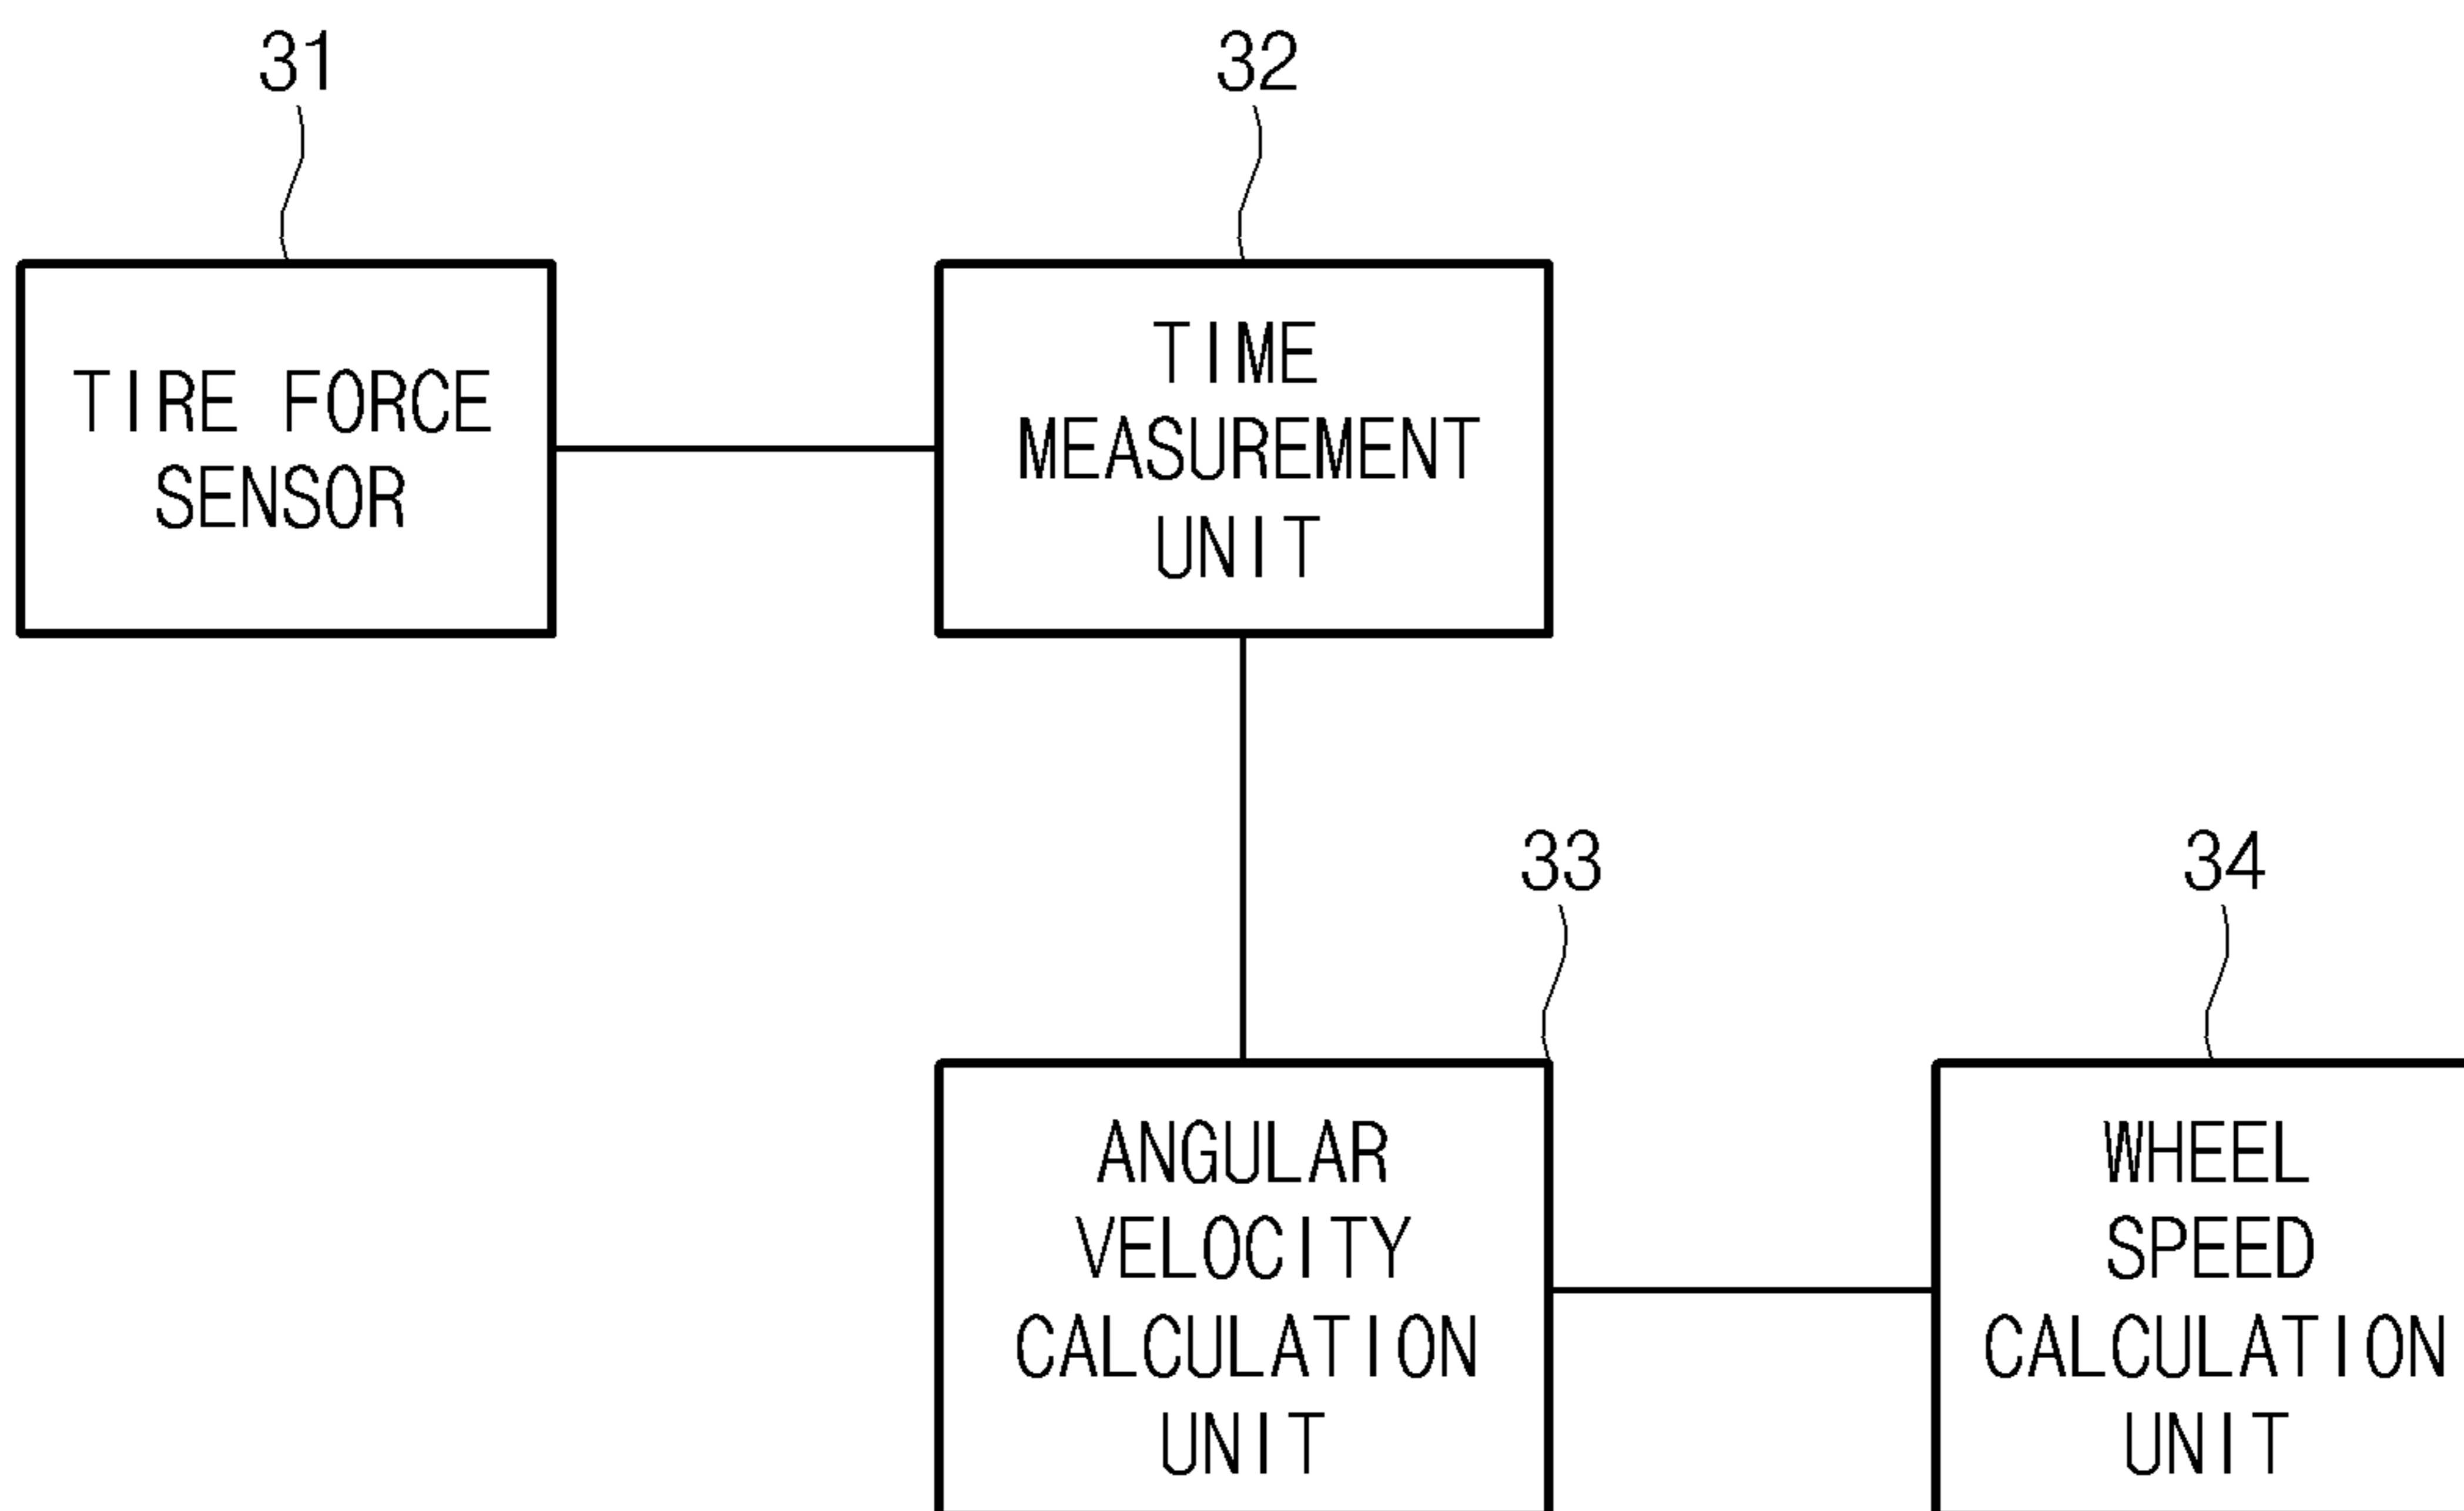 31
32
TIRE FORCE
SENSOR
TIME
MEASUREMENT
UNIT
33
34
ANGULAR
VELOCITY
CALCULATION
UNIT
WHEEL
SPEED
CALCULATION
UNIT